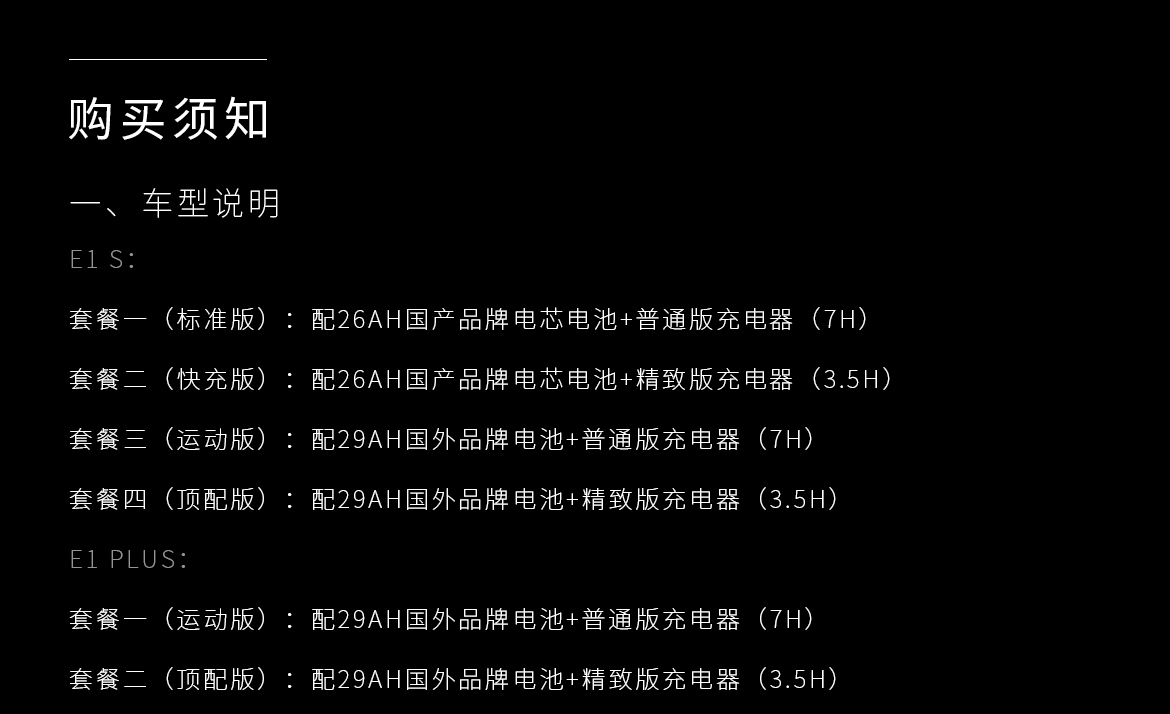 购买须知
一、车型说明
E1 S：
套餐一（标准版）：配26AH国产品牌电芯电池+普通版充电器（7H）
套餐二（快充版）：配26AH国产品牌电芯电池+精致版充电器（3.5H）
套餐三（运动版）：配29AH国外品牌电池+普通版充电器（7H）
套餐四（顶配版）：配29AH国外品牌电池+精致版充电器（3.5H）
E1 PLUS：
套餐一（运动版）：配29AH国外品牌电池+普通版充电器（7H）
套餐二（顶配版）：配29AH国外品牌电池+精致版充电器（3.5H）